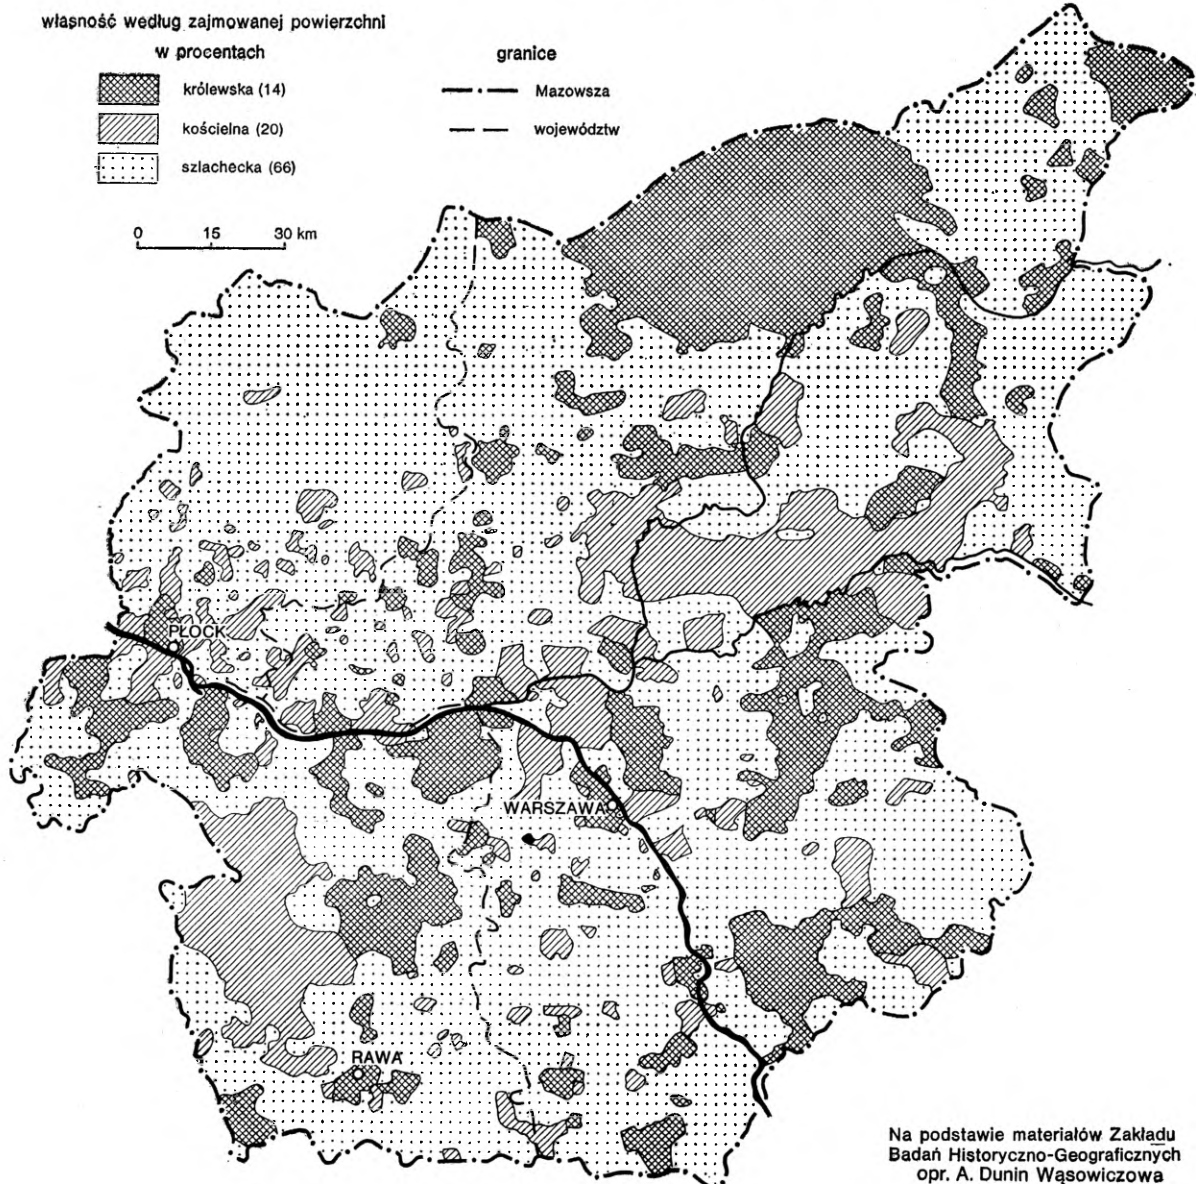 własność według zajmowanej powierzchni
w procentach
królewska (14)
kościelna (20)
szlachecka (66)
granice
Mazowsza
województw
0 15 30 km
PŁOCK
WARSZAWA
RAWA
Na podstawie materiałów Zakładu
Badań Historyczno-Geograficznych
opr. A. Dunin Wąsowiczowa